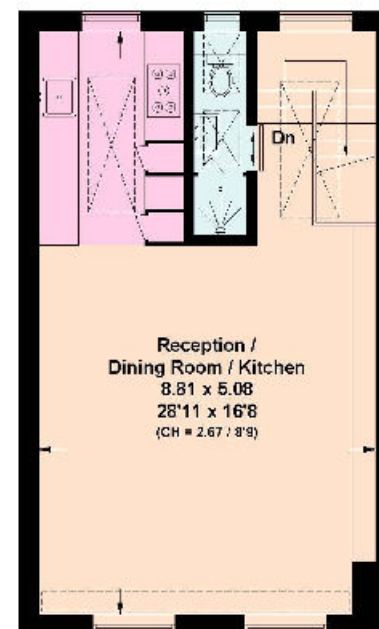 Dn
Reception /
Dining Room / Kitchen
8.81 x 5.08
28'11 x 16'8
(CH = 2.67 / 8'9)